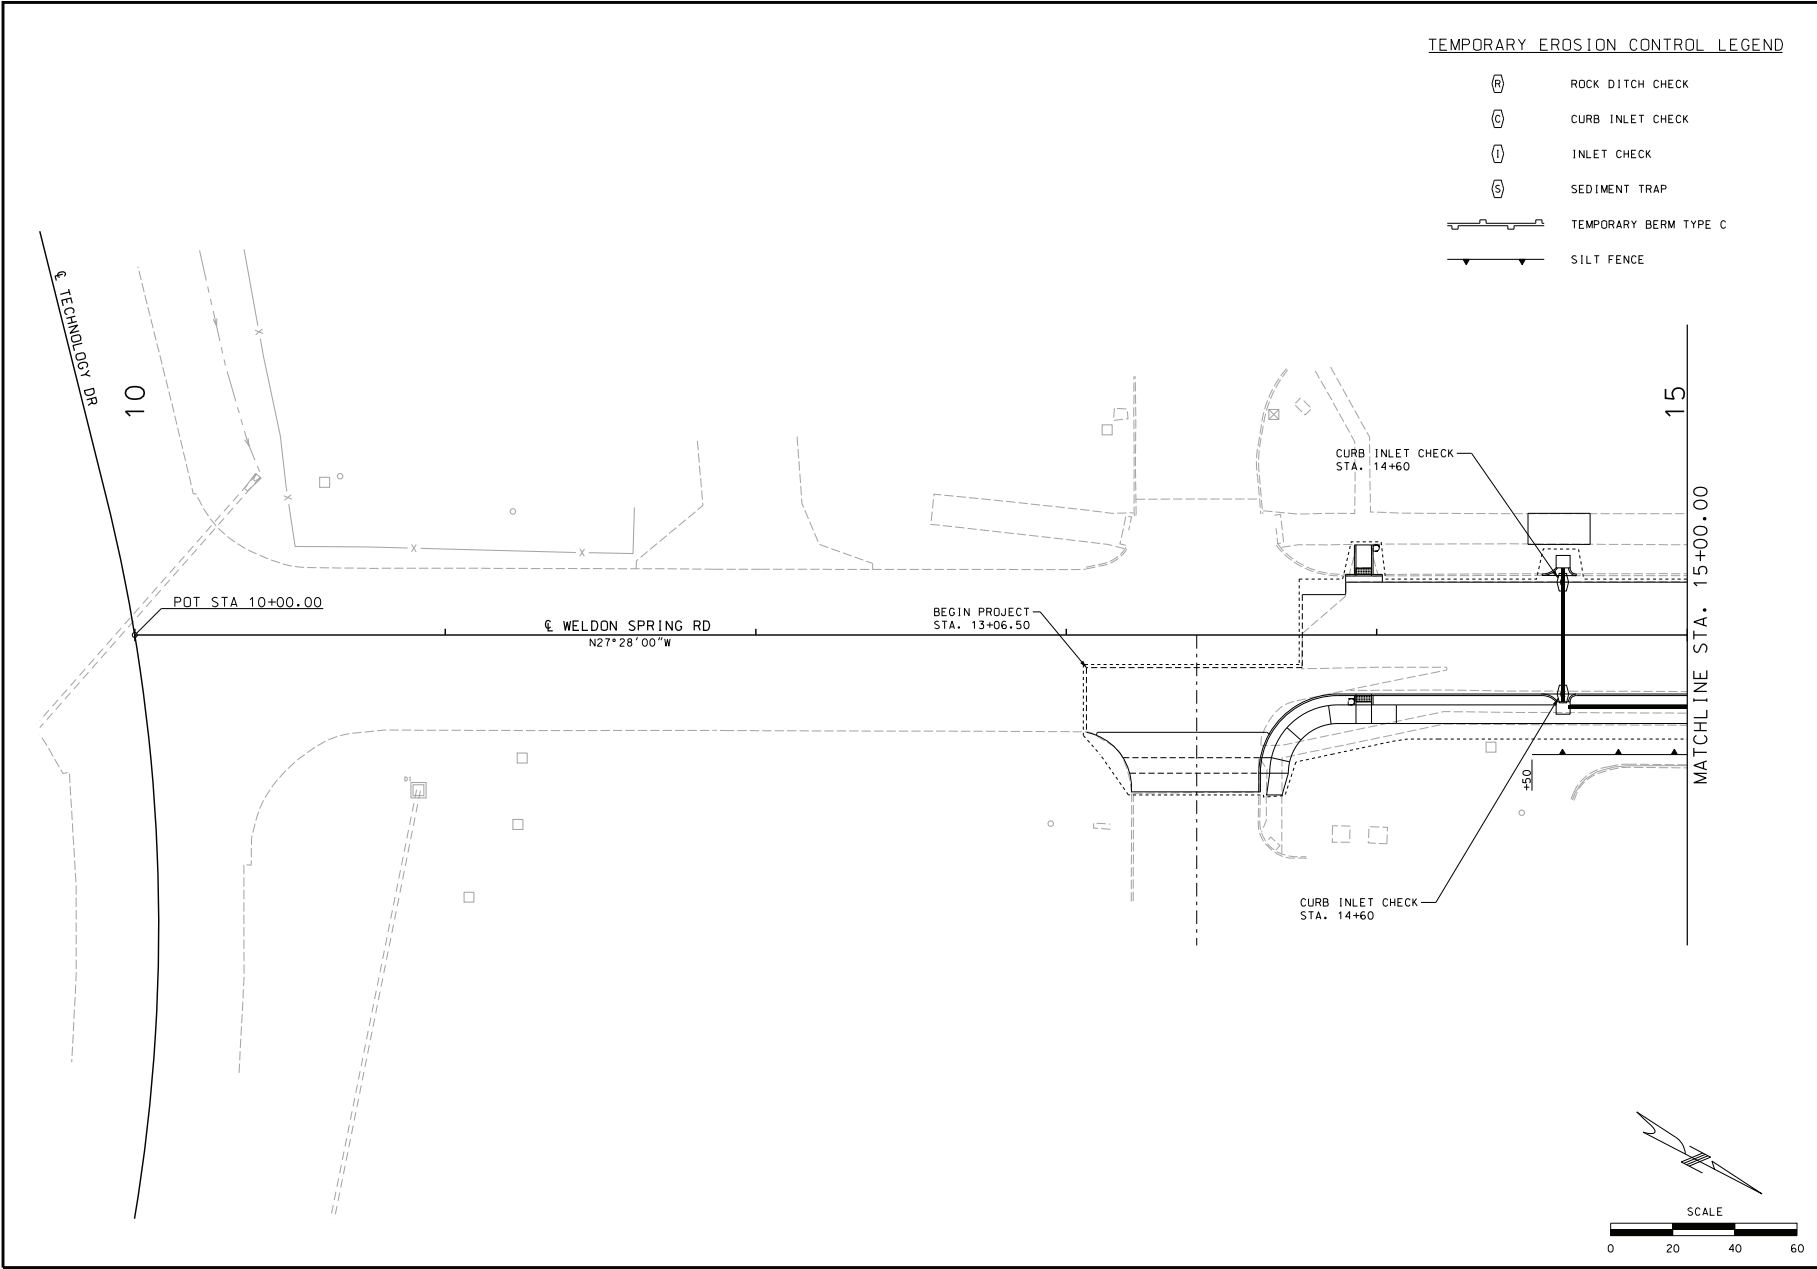 TEMPORARY EROSION CONTROL LEGEND
R ROCK DITCH CHECK
C CURB INLET CHECK
I INLET CHECK
S SEDIMENT TRAP
TEMPORARY BERM TYPE C
SILT FENCE
℄ TECHNOLOGY DR
10
15
CURB INLET CHECK
STA. 14+60
MATCHLINE STA. 15+00.00
POT STA 10+00.00
℄ WELDON SPRING RD
N27°28'00"W
BEGIN PROJECT
STA. 13+06.50
DI
+50
CURB INLET CHECK
STA. 14+60
SCALE
0 20 40 60